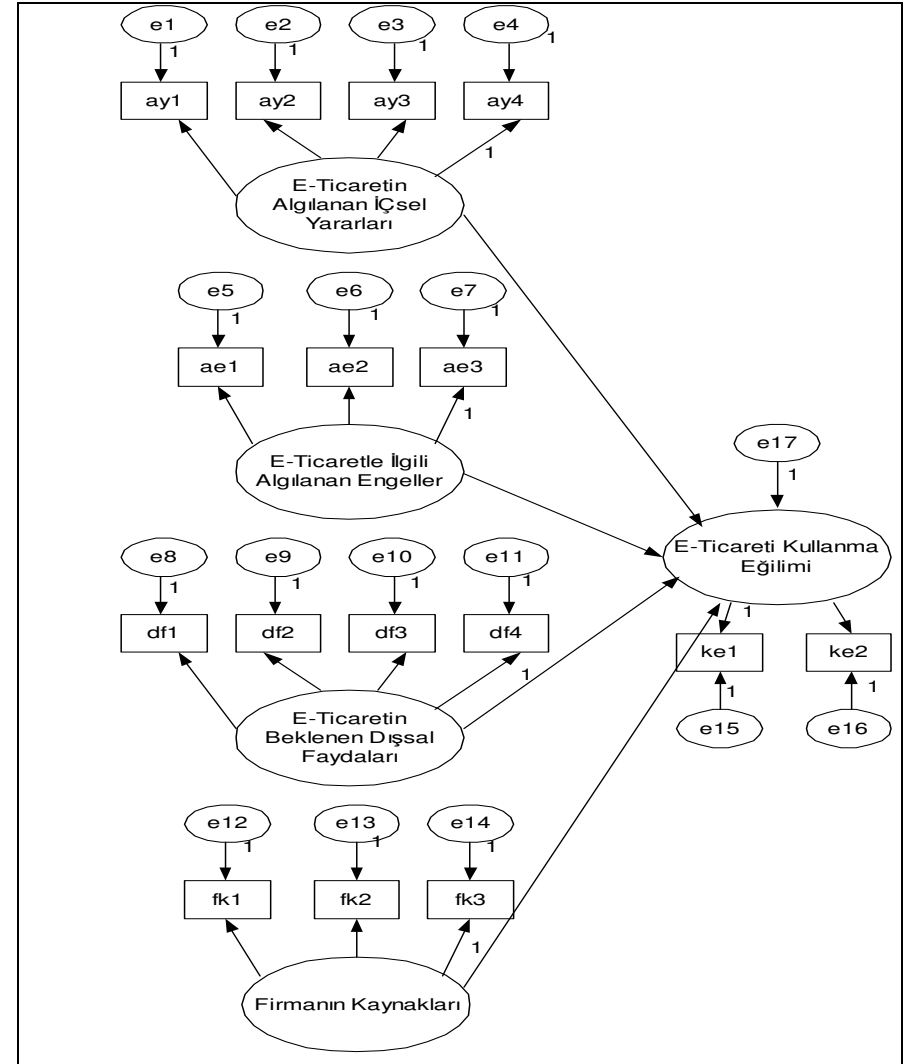 e1 e2 e3 e4
1 1 1 1
ay1 ay2 ay3 ay4
1
E-Ticaretin
Algılanan İÇsel
Yararları
e5 e6 e7
1 1 1
ae1 ae2 ae3
1
E-Ticaretle İlgili
Algılanan Engeller
e17
1
E-Ticareti Kullanma
Eğilimi
1
ke1 ke2
1 1
e15 e16
e8 e9 e10 e11
1 1 1 1
df1 df2 df3 df4
1
E-Ticaretin
Beklenen Dışsal
Faydaları
e12 e13 e14
1 1 1
fk1 fk2 fk3
1
Firmanın Kaynakları